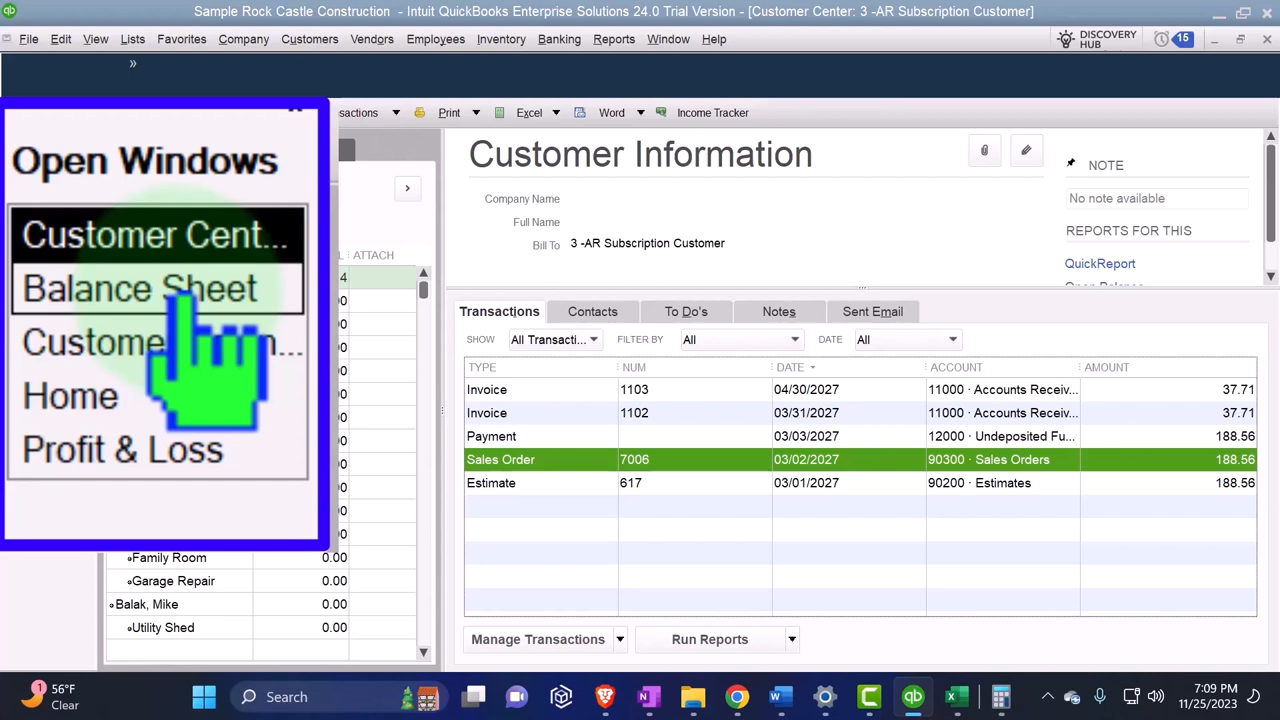 Sample Rock Castle Construction - Intuit QuickBooks Enterprise Solutions 24.0 Trial Version - [Customer Center: 3 -AR Subscription Customer]
File Edit View Lists Favorites Company Customers Vendors Employees Inventory Banking Reports Window Help
DISCOVERY HUB
15
»
sactions Print Excel Word Income Tracker
Open Windows
Customer Cent...
Balance Sheet
Home
Profit & Loss
L ATTACH
4
00
00
Family Room 0.00
Garage Repair 0.00
Balak, Mike 0.00
Utility Shed 0.00
Customer Information
Company Name
Full Name
Bill To 3 -AR Subscription Customer
NOTE
No note available
REPORTS FOR THIS
QuickReport
Transactions Contacts To Do's Notes Sent Email
SHOW All Transacti... FILTER BY All DATE All
TYPE NUM DATE ACCOUNT AMOUNT
Invoice 1103 04/30/2027 11000 · Accounts Receiv... 37.71
Invoice 1102 03/31/2027 11000 · Accounts Receiv... 37.71
Payment 03/03/2027 12000 · Undeposited Fu... 188.56
Sales Order 7006 03/02/2027 90300 · Sales Orders 188.56
Estimate 617 03/01/2027 90200 · Estimates 188.56
Manage Transactions Run Reports
1
56°F
Clear
Search
7:09 PM
11/25/2023